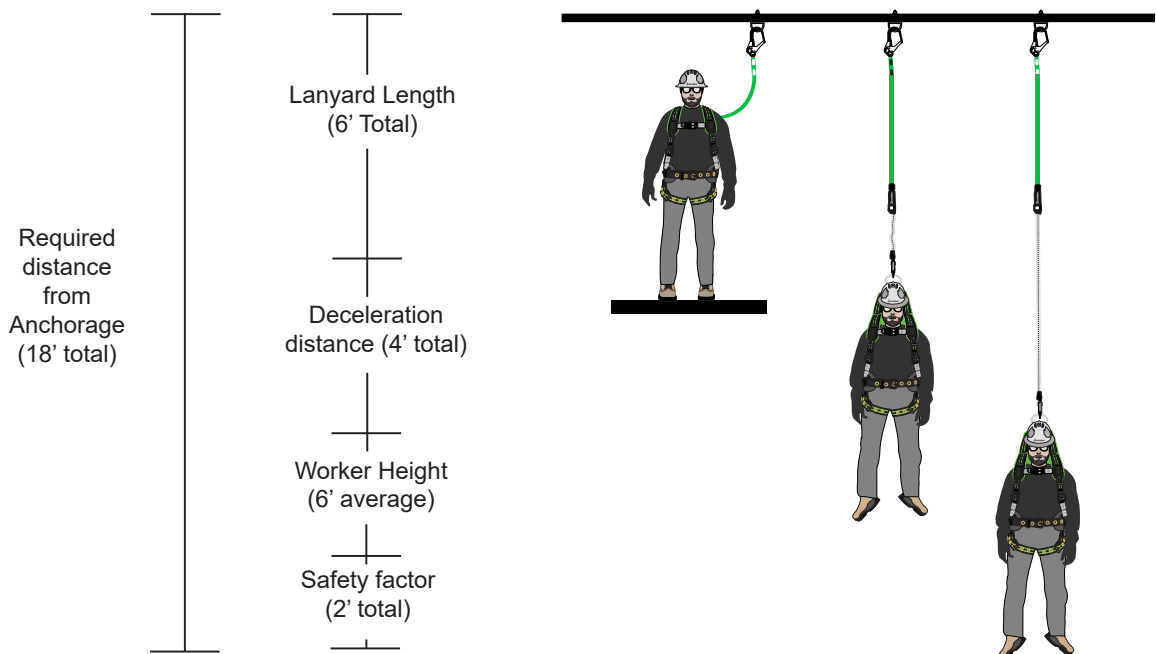 Required
distance
from
Anchorage
(18’ total)
Lanyard Length
(6’ Total)
Deceleration
distance (4’ total)
Worker Height
(6’ average)
Safety factor
(2’ total)